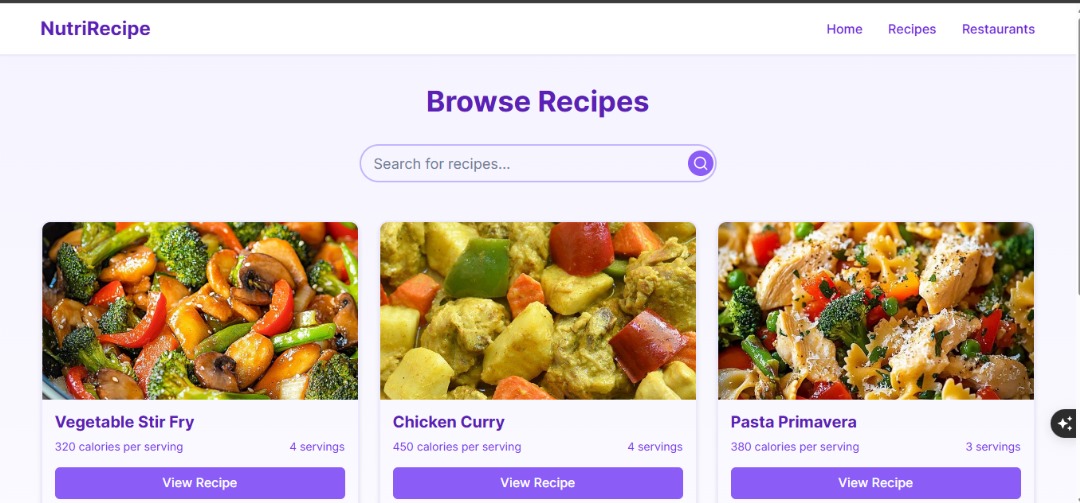 NutriRecipe
Home Recipes Restaurants
Browse Recipes
Search for recipes...
Vegetable Stir Fry
320 calories per serving 4 servings
View Recipe
Chicken Curry
450 calories per serving 4 servings
View Recipe
Pasta Primavera
380 calories per serving 3 servings
View Recipe